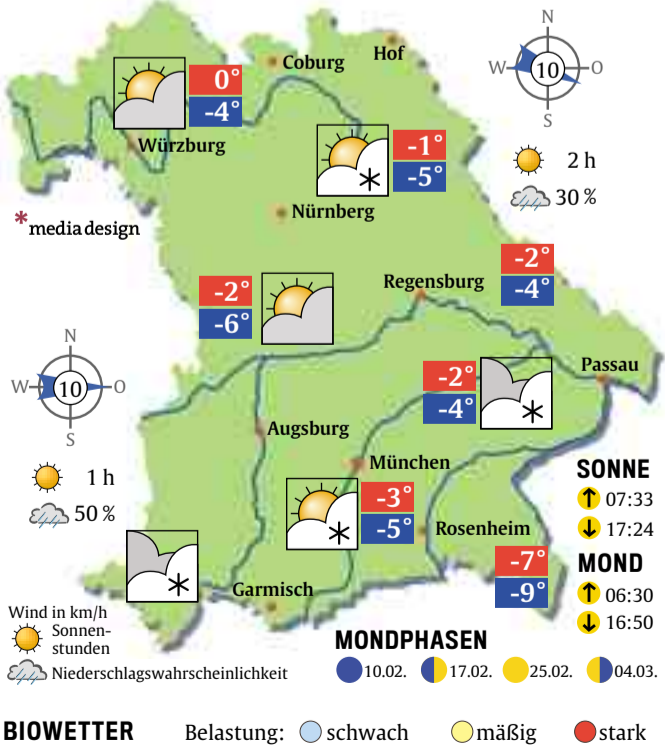 N
W 10 O
S
2 h
30 %
Coburg
Hof
0°
-4°
Würzburg
-1°
-5°
* media design
Nürnberg
-2°
-4°
Regensburg
-2°
-6°
N
W 10 O
S
1 h
50 %
Passau
-2°
-4°
Augsburg
München
-3°
-5°
Rosenheim
-7°
-9°
Garmisch
SONNE
↑ 07:33
↓ 17:24
MOND
↑ 06:30
↓ 16:50
Wind in km/h
Sonnen-
stunden
Niederschlagswahrscheinlichkeit
MONDPHASEN
10.02. 17.02. 25.02. 04.03.
BIOWETTER Belastung: schwach mäßig stark